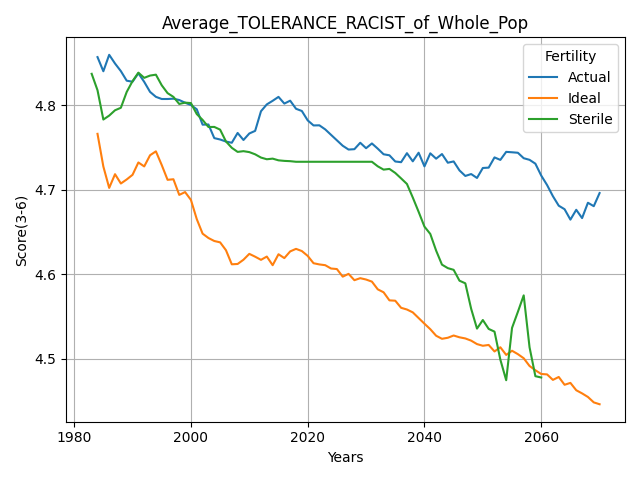 Average_TOLERANCE_RACIST_of_Whole_Pop
Fertility
Actual
Ideal
Sterile
Score(3-6)
4.8
4.7
4.6
4.5
1980
2000
2020
2040
2060
Years